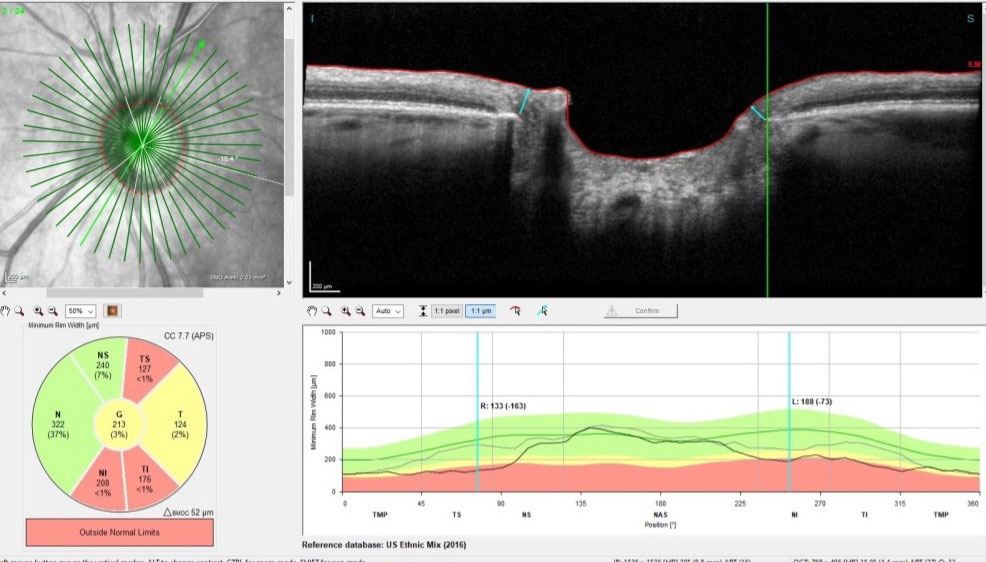 3 / 24
-15.4°
200 µm
BMO Area: 2.03 mm²
I
S
ILM
200 µm
50%
Auto
1:1 pixel
1:1 µm
Confirm
Minimum Rim Width [µm]
CC 7.7 (APS)
NS
240
(7%)
TS
127
<1%
N
322
(37%)
G
213
(3%)
T
124
(2%)
NI
208
<1%
TI
176
<1%
Δ BMOC 52 µm
Outside Normal Limits
Minimum Rim Width [µm]
1000
800
600
400
200
0
R: 133 (-163)
L: 188 (-73)
0 45 90 135 180 225 270 315 360
TMP TS NS NAS NI TI TMP
Position [°]
Reference database: US Ethnic Mix (2016)